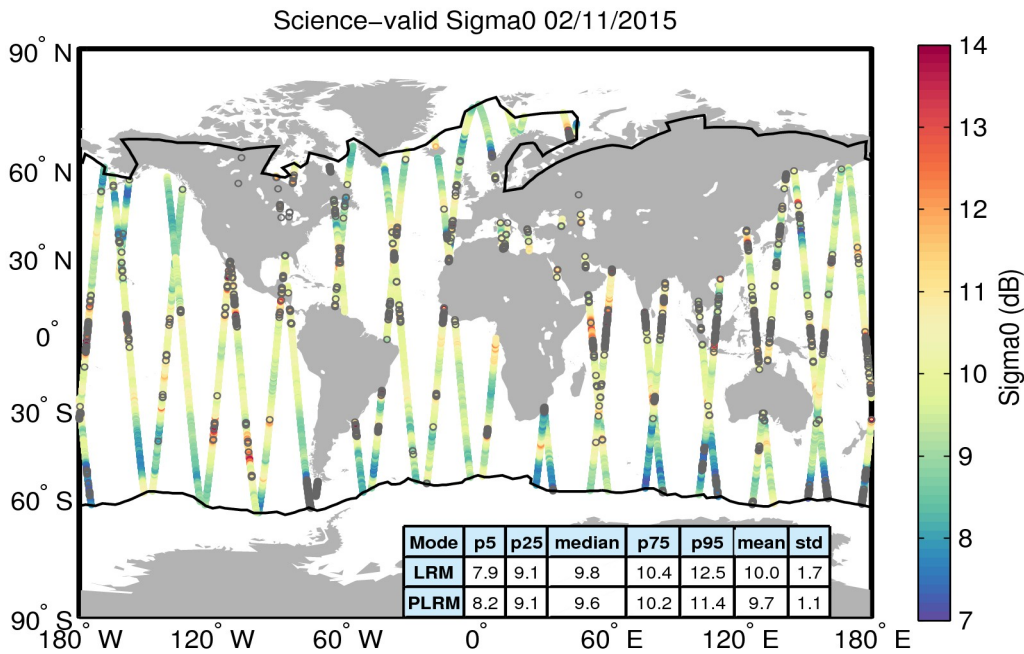 Science−valid Sigma0 02/11/2015
90° N
60° N
30° N
0°
30° S
60° S
90° S
180° W
120° W
60° W
0°
60° E
120° E
180° E
Mode p5 p25 median p75 p95 mean std
LRM 7.9 9.1 9.8 10.4 12.5 10.0 1.7
PLRM 8.2 9.1 9.6 10.2 11.4 9.7 1.1
14
13
12
11
10
9
8
7
Sigma0 (dB)